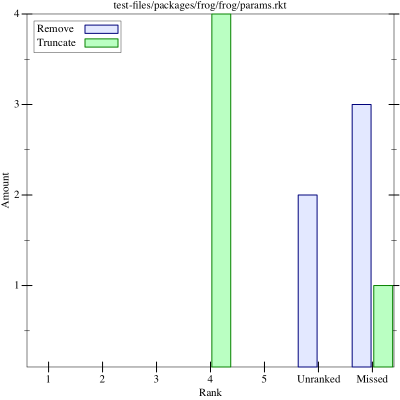 test-files/packages/frog/frog/params.rkt
Remove
Truncate
4
3
2
1
Amount
1 2 3 4 5 Unranked Missed
Rank